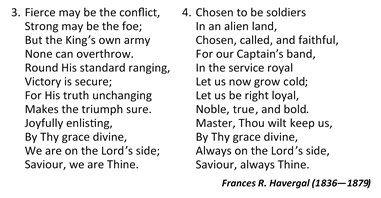 3. Fierce may be the conflict,
Strong may be the foe;
But the King's own army
None can overthrow.
Round His standard ranging,
Victory is secure;
For His truth unchanging
Makes the triumph sure.
Joyfully enlisting,
By Thy grace divine,
We are on the Lord's side;
Saviour, we are Thine.
4. Chosen to be soldiers
In an alien land,
Chosen, called, and faithful,
For our Captain's band,
In the service royal
Let us now grow cold;
Let us be right loyal,
Noble, true, and bold.
Master, Thou wilt keep us,
By Thy grace divine,
Always on the Lord's side,
Saviour, always Thine.
Frances R. Havergal (1836—1879)